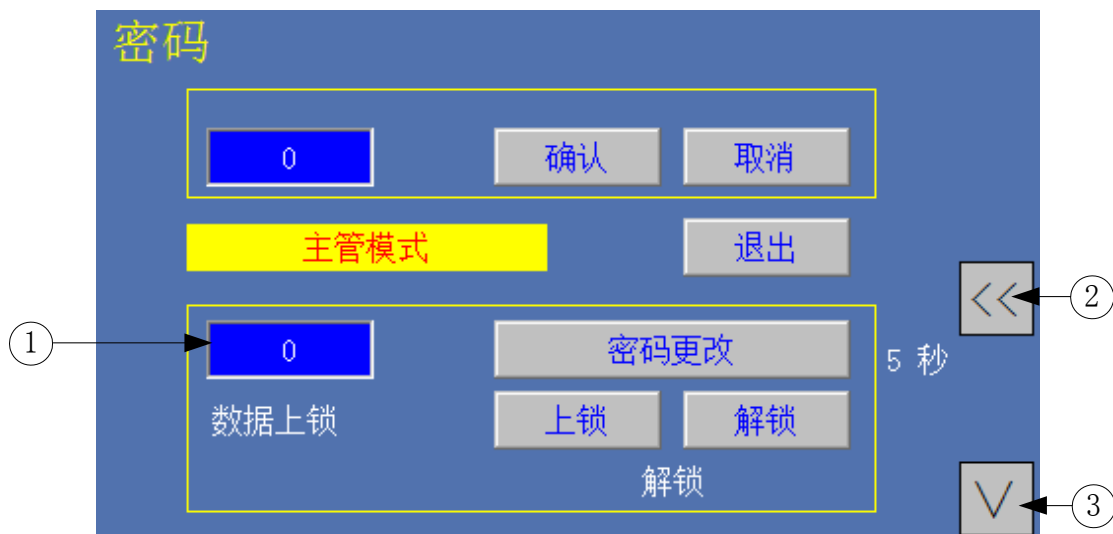 密码
0 确认 取消
主管模式 退出
<< ②
① 0 密码更改 5 秒
数据上锁 上锁 解锁
解锁
∨ ③